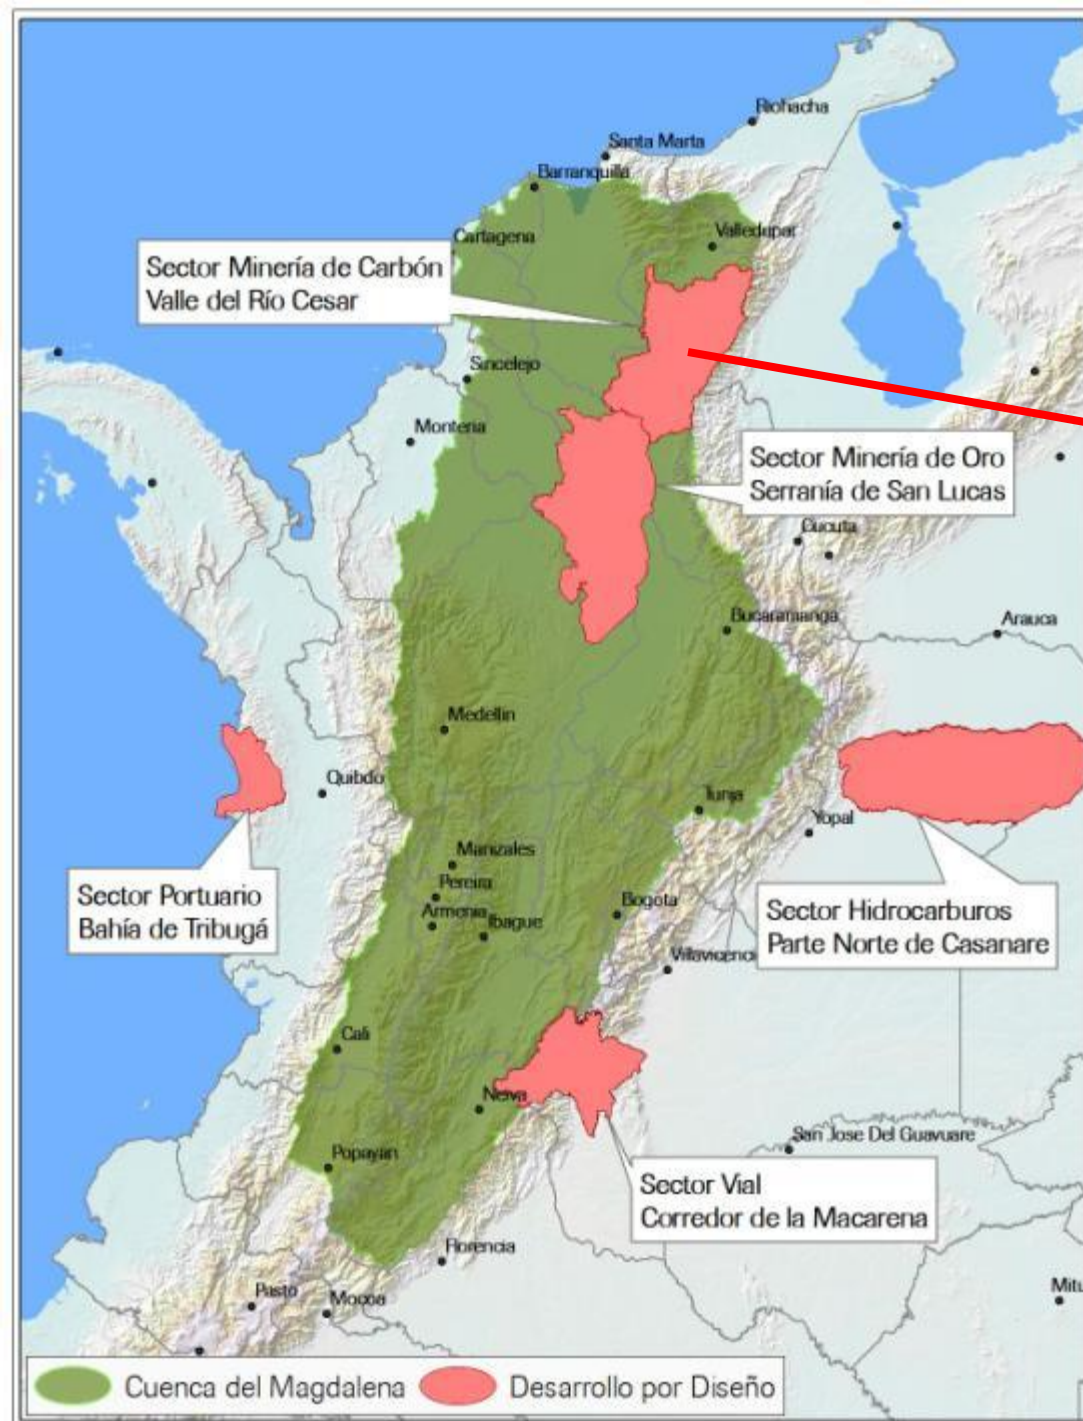 Riohacha
Santa Marta
Barranquilla
Cartagena
Valledupar
Sector Minería de Carbón
Valle del Río Cesar
Sincelejo
Monteria
Sector Minería de Oro
Serranía de San Lucas
Cucuta
Bucaramanga
Arauca
Medellin
Quibdo
Tunja
Yopal
Manizales
Pereira
Armenia
Ibague
Bogota
Sector Portuario
Bahía de Tribugá
Sector Hidrocarburos
Parte Norte de Casanare
Villavicenci
Cali
Neiva
San Jose Del Guavuare
Popayan
Sector Vial
Corredor de la Macarena
Florencia
Pasto
Mocoa
Mitu
Cuenca del Magdalena
Desarrollo por Diseño